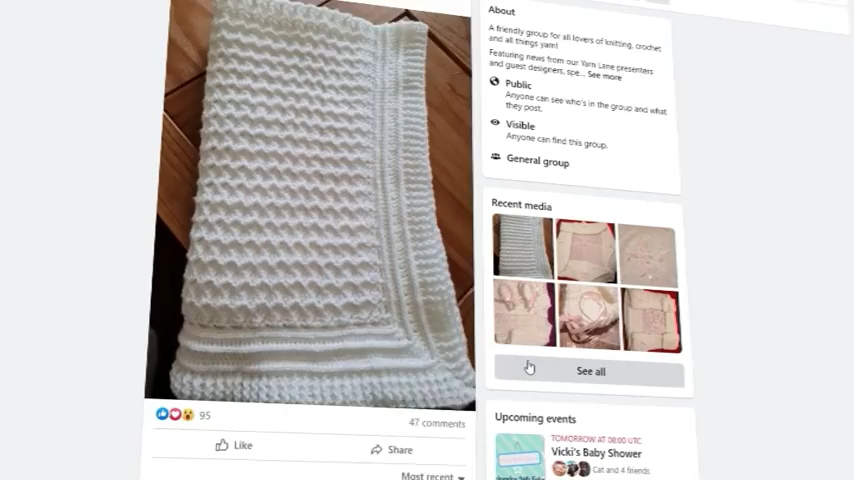 About
A friendly group for all lovers of knitting, crochet
and all things yarn!
Featuring news from our Yarn Lane presenters
and guest designers, spe... See more
Public
Anyone can see who's in the group and what
they post.
Visible
Anyone can find this group.
General group
Recent media
See all
95
47 comments
Like
Share
Most recent
Upcoming events
TOMORROW AT 08:00 UTC
Vicki's Baby Shower
Cat and 4 friends